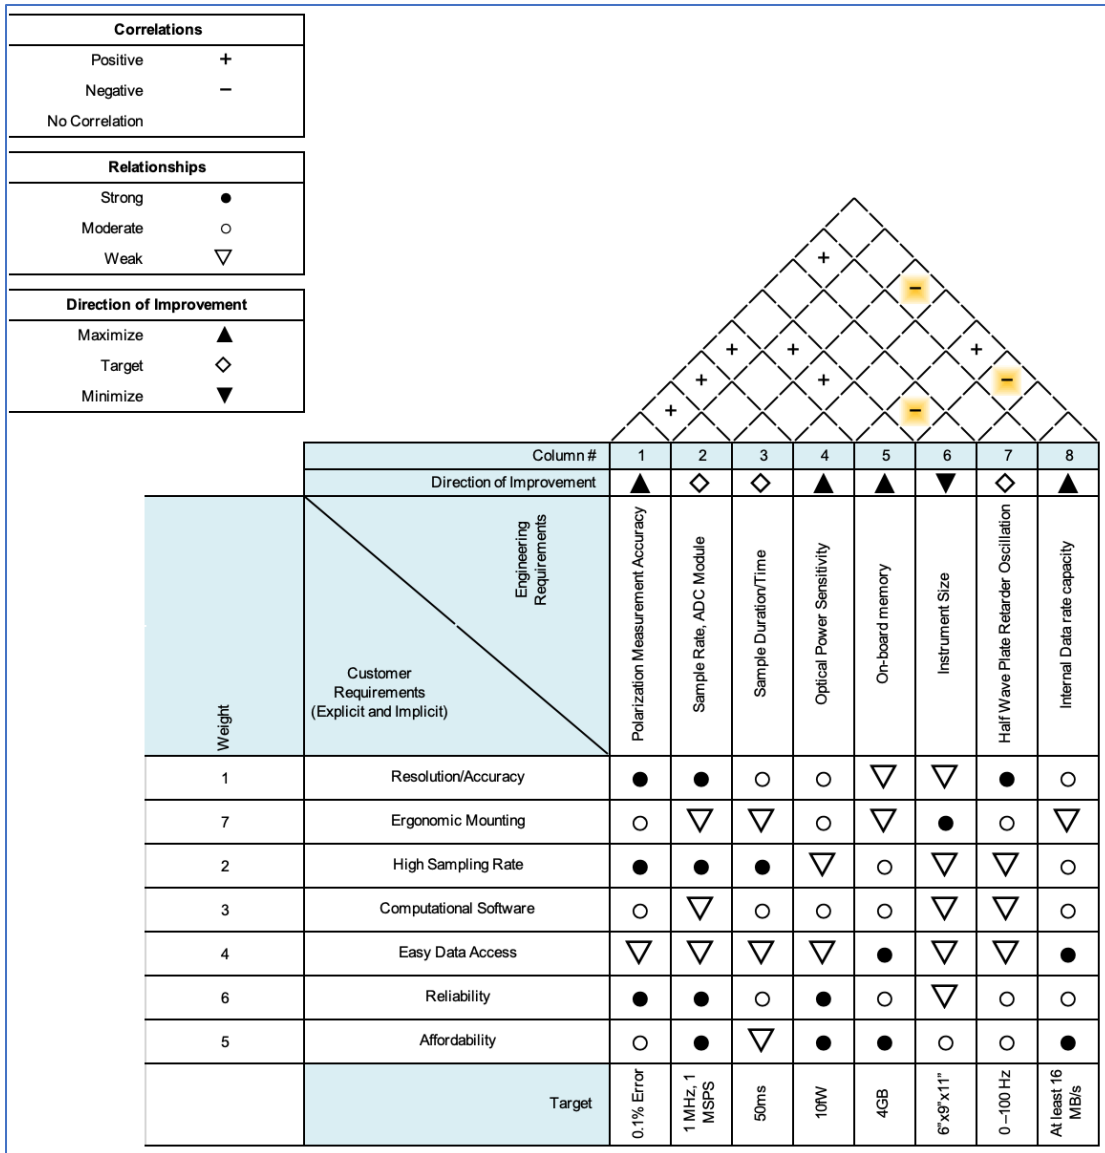 Correlations
Positive +
Negative −
No Correlation
Relationships
Strong ●
Moderate ○
Weak ▽
Direction of Improvement
Maximize ▲
Target ◇
Minimize ▼
+
−
+ + +
+ + −
+ −
Column # 1 2 3 4 5 6 7 8
Direction of Improvement ▲ ◇ ◇ ▲ ▲ ▼ ◇ ▲
Weight
Engineering
Requirements
Customer
Requirements
(Explicit and Implicit)
Polarization Measurement Accuracy
Sample Rate, ADC Module
Sample Duration/Time
Optical Power Sensitivity
On-board memory
Instrument Size
Half Wave Plate Retarder Oscillation
Internal Data rate capacity
1 Resolution/Accuracy ● ● ○ ○ ▽ ▽ ● ○
7 Ergonomic Mounting ○ ▽ ▽ ○ ▽ ● ○ ▽
2 High Sampling Rate ● ● ● ▽ ○ ▽ ▽ ○
3 Computational Software ○ ▽ ○ ○ ○ ▽ ▽ ○
4 Easy Data Access ▽ ▽ ▽ ▽ ● ▽ ▽ ●
6 Reliability ● ● ○ ● ○ ▽ ○ ○
5 Affordability ○ ● ▽ ● ● ○ ○ ●
Target
0.1% Error
1 MHz, 1
MSPS
50ms
10fW
4GB
6"x9"x11"
0–100 Hz
At least 16
MB/s